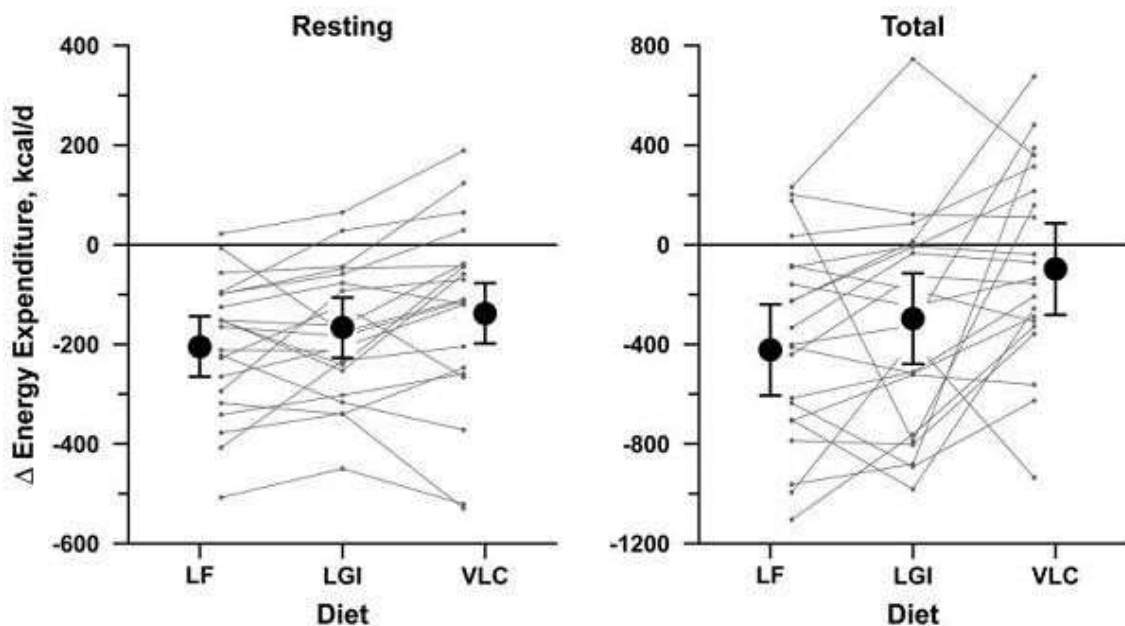 Resting
Total
Δ Energy Expenditure, kcal/d
400
200
0
-200
-400
-600
LF
LGI
VLC
Diet
800
400
0
-400
-800
-1200
LF
LGI
VLC
Diet